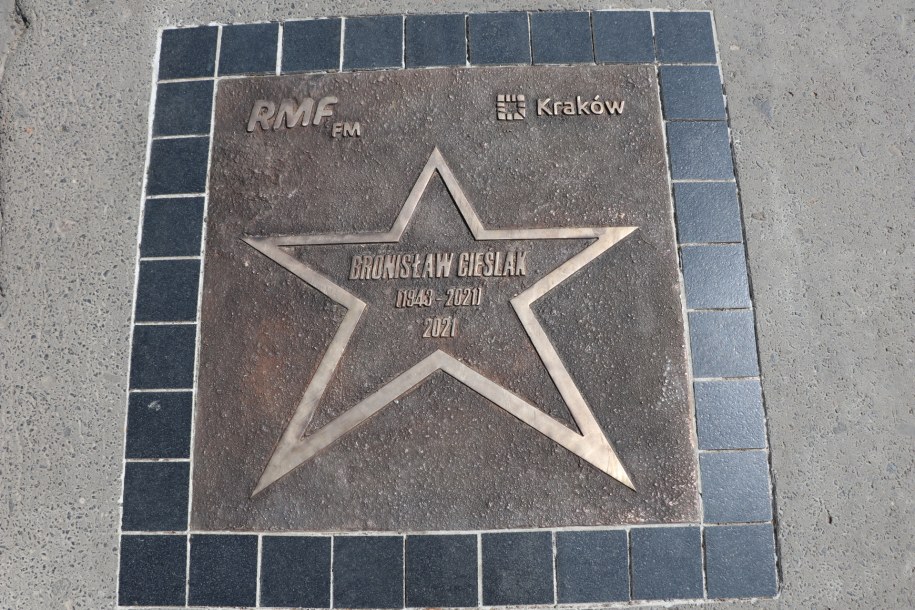 RMF FM
Kraków
BRONISŁAW CIEŚLAK
(1943 - 2021)
2021